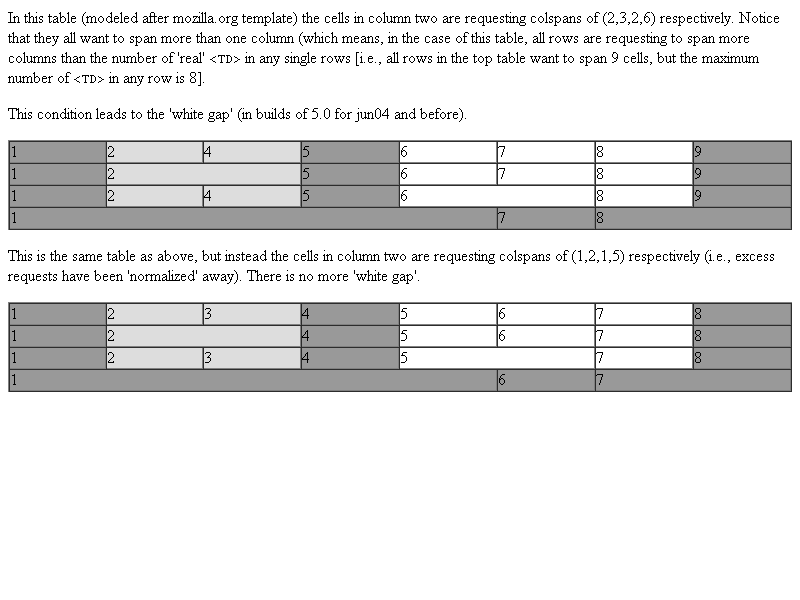 In this table (modeled after mozilla.org template) the cells in column two are requesting colspans of (2,3,2,6) respectively. Notice
that they all want to span more than one column (which means, in the case of this table, all rows are requesting to span more
columns than the number of 'real' <TD> in any single rows [i.e., all rows in the top table want to span 9 cells, but the maximum
number of <TD> in any row is 8].
This condition leads to the 'white gap' (in builds of 5.0 for jun04 and before).
1 2 4 5 6 7 8 9
1 2 5 6 7 8 9
1 2 4 5 6 8 9
1 7 8
This is the same table as above, but instead the cells in column two are requesting colspans of (1,2,1,5) respectively (i.e., excess
requests have been 'normalized' away). There is no more 'white gap'.
1 2 3 4 5 6 7 8
1 2 4 5 6 7 8
1 2 3 4 5 7 8
1 6 7